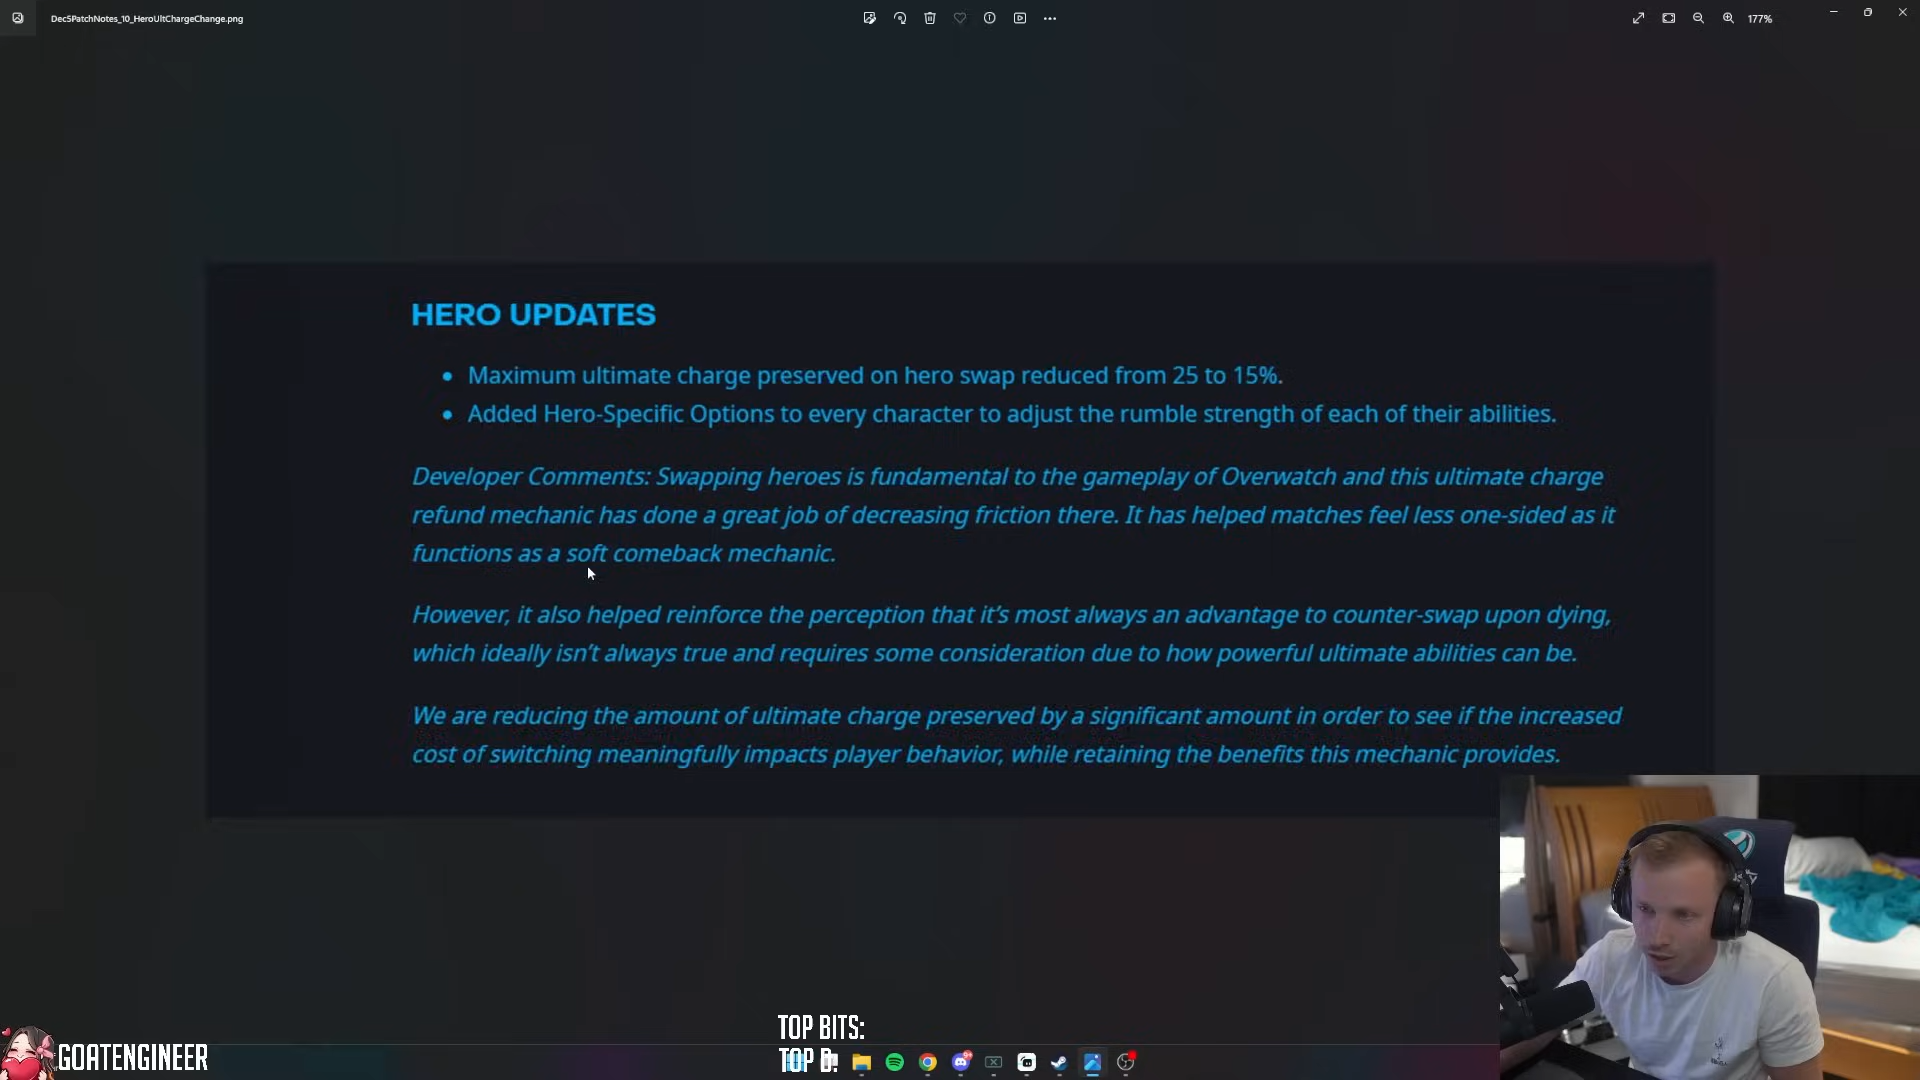 DecSPatchNotes_10_HeroUltChargeChange.png
177%
HERO UPDATES
• Maximum ultimate charge preserved on hero swap reduced from 25 to 15%.
• Added Hero-Specific Options to every character to adjust the rumble strength of each of their abilities.
Developer Comments: Swapping heroes is fundamental to the gameplay of Overwatch and this ultimate charge
refund mechanic has done a great job of decreasing friction there. It has helped matches feel less one-sided as it
functions as a soft comeback mechanic.
However, it also helped reinforce the perception that it's most always an advantage to counter-swap upon dying,
which ideally isn't always true and requires some consideration due to how powerful ultimate abilities can be.
We are reducing the amount of ultimate charge preserved by a significant amount in order to see if the increased
cost of switching meaningfully impacts player behavior, while retaining the benefits this mechanic provides.
TOP BITS:
TOP D:
GOATENGINEER